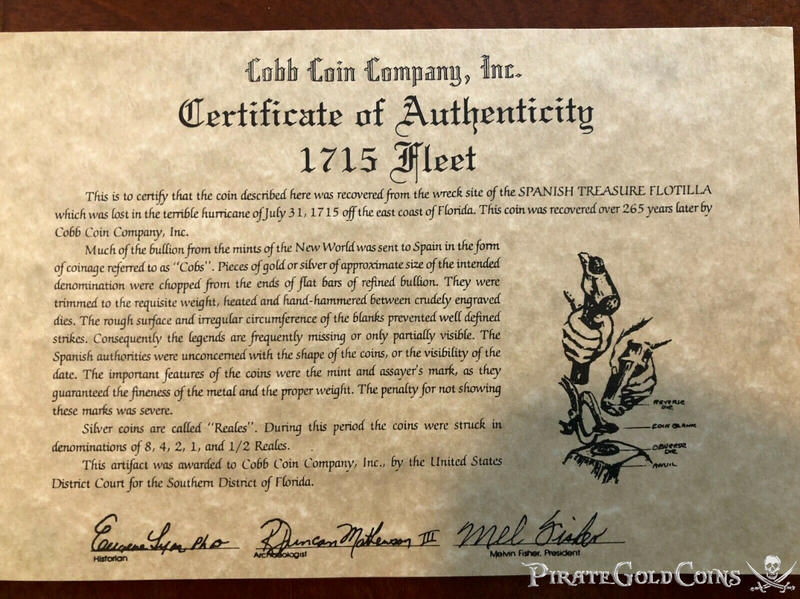 Cobb Coin Company, Inc.
Certificate of Authenticity
1715 Fleet
This is to certify that the coin described here was recovered from the wreck site of the SPANISH TREASURE FLOTILLA
which was lost in the terrible hurricane of July 31, 1715 off the east coast of Florida. This coin was recovered over 265 years later by
Cobb Coin Company, Inc.
Much of the bullion from the mints of the New World was sent to Spain in the form
of coinage referred to as "Cobs". Pieces of gold or silver of approximate size of the intended
denomination were chopped from the ends of flat bars of refined bullion. They were
trimmed to the requisite weight, heated and hand-hammered between crudely engraved
dies. The rough surface and irregular circumference of the blanks prevented well defined
strikes. Consequently the legends are frequently missing or only partially visible. The
Spanish authorities were unconcerned with the shape of the coins, or the visibility of the
date. The important features of the coins were the mint and assayer's mark, as they
guaranteed the fineness of the metal and the proper weight. The penalty for not showing
these marks was severe.
Silver coins are called "Reales". During this period the coins were struck in
denominations of 8, 4, 2, 1, and 1/2 Reales.
This artifact was awarded to Cobb Coin Company, Inc., by the United States
District Court for the Southern District of Florida.
REVERSE
DIE
COIN BLANK
OBVERSE
DIE
ANVIL
Eugene Lyon PhD
R Duncan Mathewson III
Mel Fisher
Historian
Archaeologist
Melvin Fisher, President
PIRATEGOLDCOINS